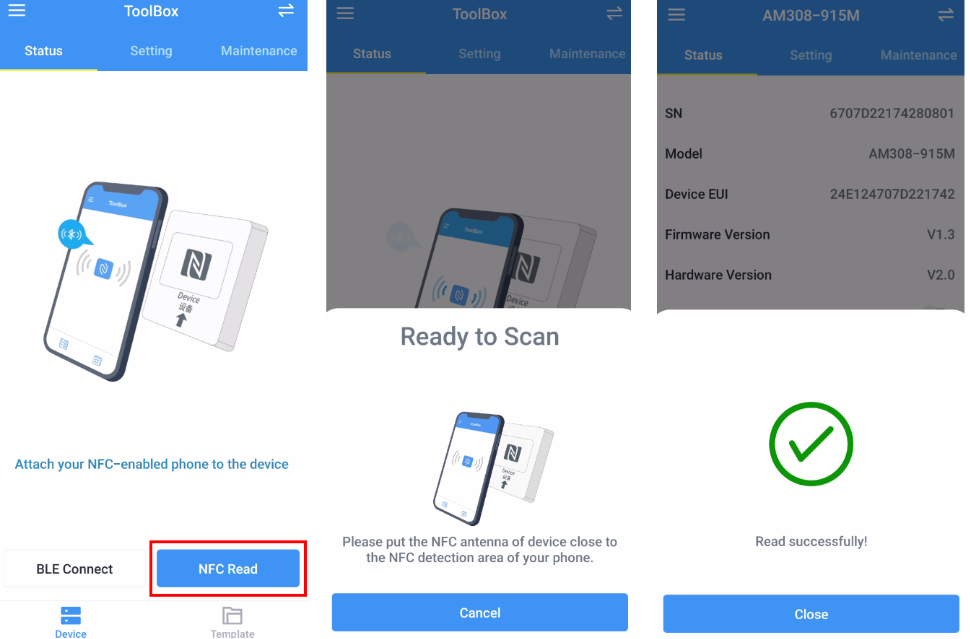 ToolBox
Status Setting Maintenance
ToolBox
Device
设备
Attach your NFC-enabled phone to the device
BLE Connect NFC Read
Device Template
ToolBox
Status Setting Maintenance
ToolBox
Ready to Scan
Device
设备
Please put the NFC antenna of device close to
the NFC detection area of your phone.
Cancel
AM308-915M
Status Setting Maintenance
SN 6707D22174280801
Model AM308-915M
Device EUI 24E124707D221742
Firmware Version V1.3
Hardware Version V2.0
Read successfully!
Close